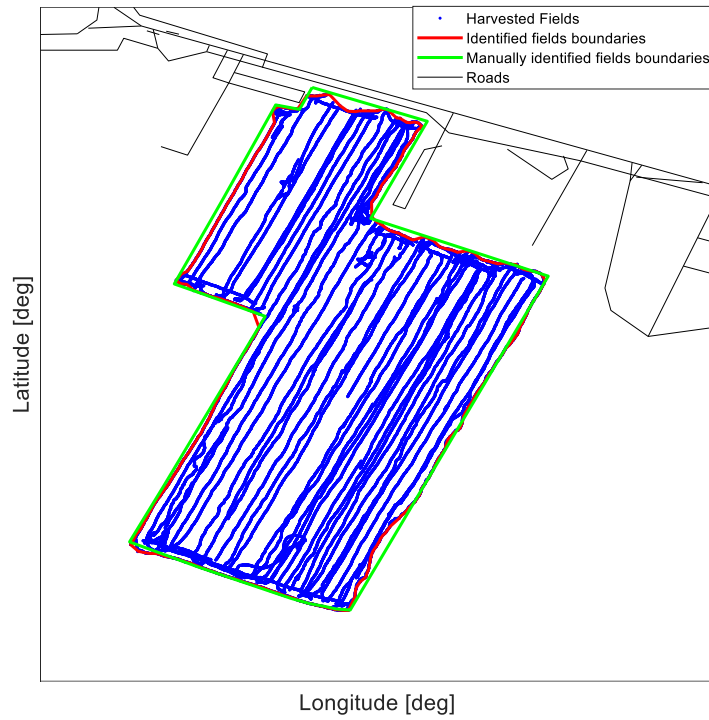 Harvested Fields
Identified fields boundaries
Manually identified fields boundaries
Roads
Latitude [deg]
Longitude [deg]